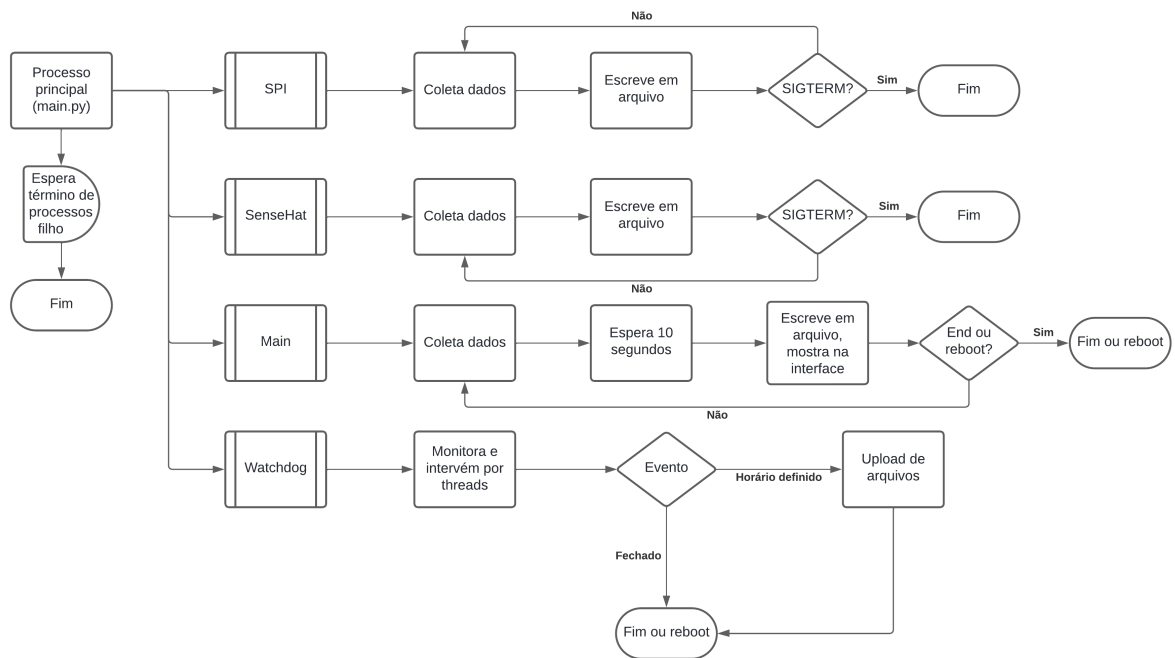 Não
Processo
principal
(main.py)
SPI
Coleta dados
Escreve em
arquivo
SIGTERM?
Sim
Fim
Espera
término de
processos
filho
Fim
SenseHat
Coleta dados
Escreve em
arquivo
SIGTERM?
Sim
Fim
Não
Main
Coleta dados
Espera 10
segundos
Escreve em
arquivo,
mostra na
interface
End ou
reboot?
Sim
Fim ou reboot
Não
Watchdog
Monitora e
intervém por
threads
Evento
Horário definido
Upload de
arquivos
Fechado
Fim ou reboot